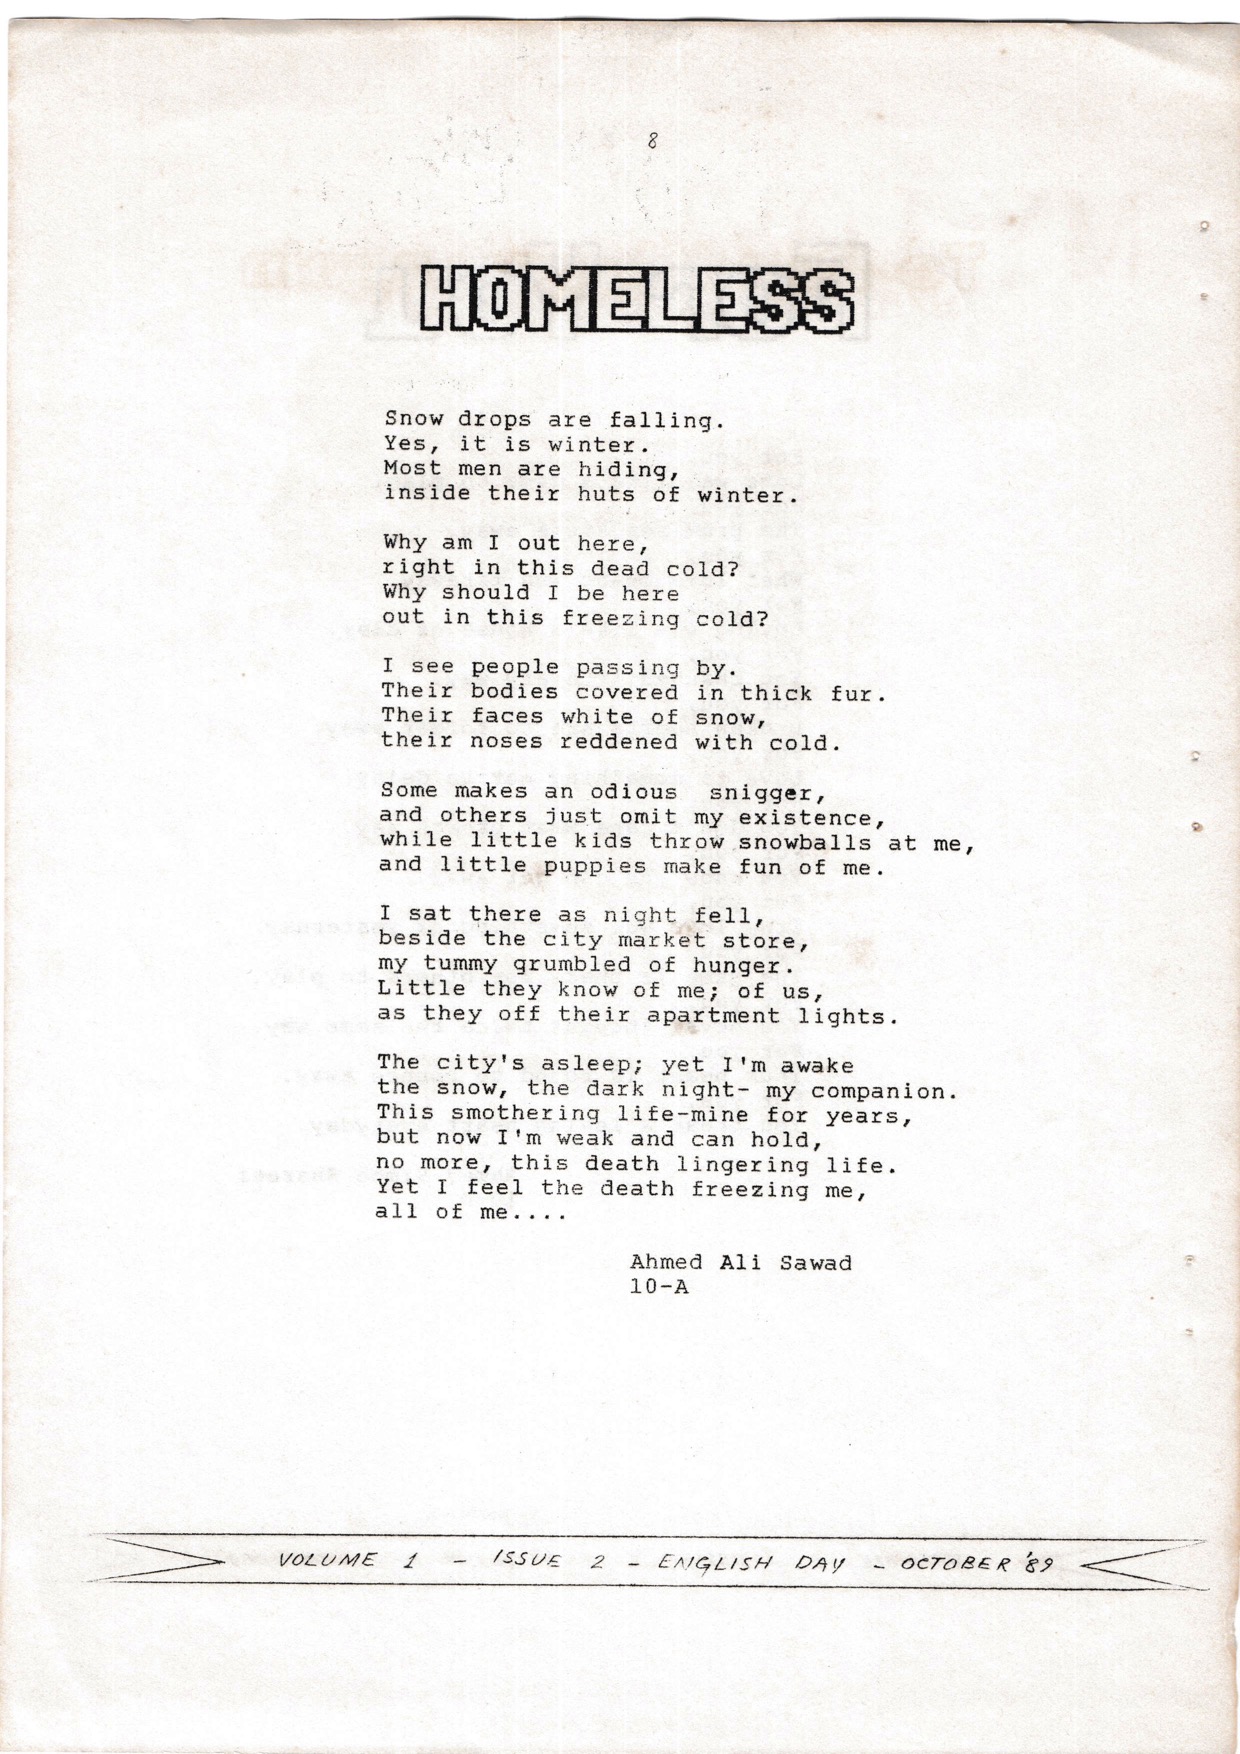 8
HOMELESS
Snow drops are falling.
Yes, it is winter.
Most men are hiding,
inside their huts of winter.
Why am I out here,
right in this dead cold?
Why should I be here
out in this freezing cold?
I see people passing by.
Their bodies covered in thick fur.
Their faces white of snow,
their noses reddened with cold.
Some makes an odious snigger,
and others just omit my existence,
while little kids throw snowballs at me,
and little puppies make fun of me.
I sat there as night fell,
beside the city market store,
my tummy grumbled of hunger.
Little they know of me; of us,
as they off their apartment lights.
The city's asleep; yet I'm awake
the snow, the dark night- my companion.
This smothering life-mine for years,
but now I'm weak and can hold,
no more, this death lingering life.
Yet I feel the death freezing me,
all of me....
Ahmed Ali Sawad
10-A
VOLUME 1 - ISSUE 2 - ENGLISH DAY - OCTOBER '89